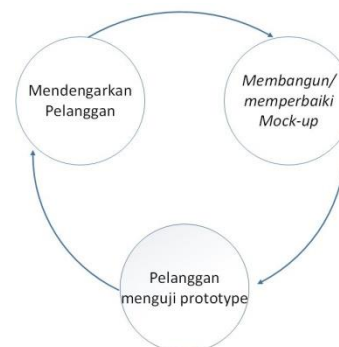 Mendengarkan
Pelanggan
Membangun/
memperbaiki
Mock-up
Pelanggan
menguji prototype